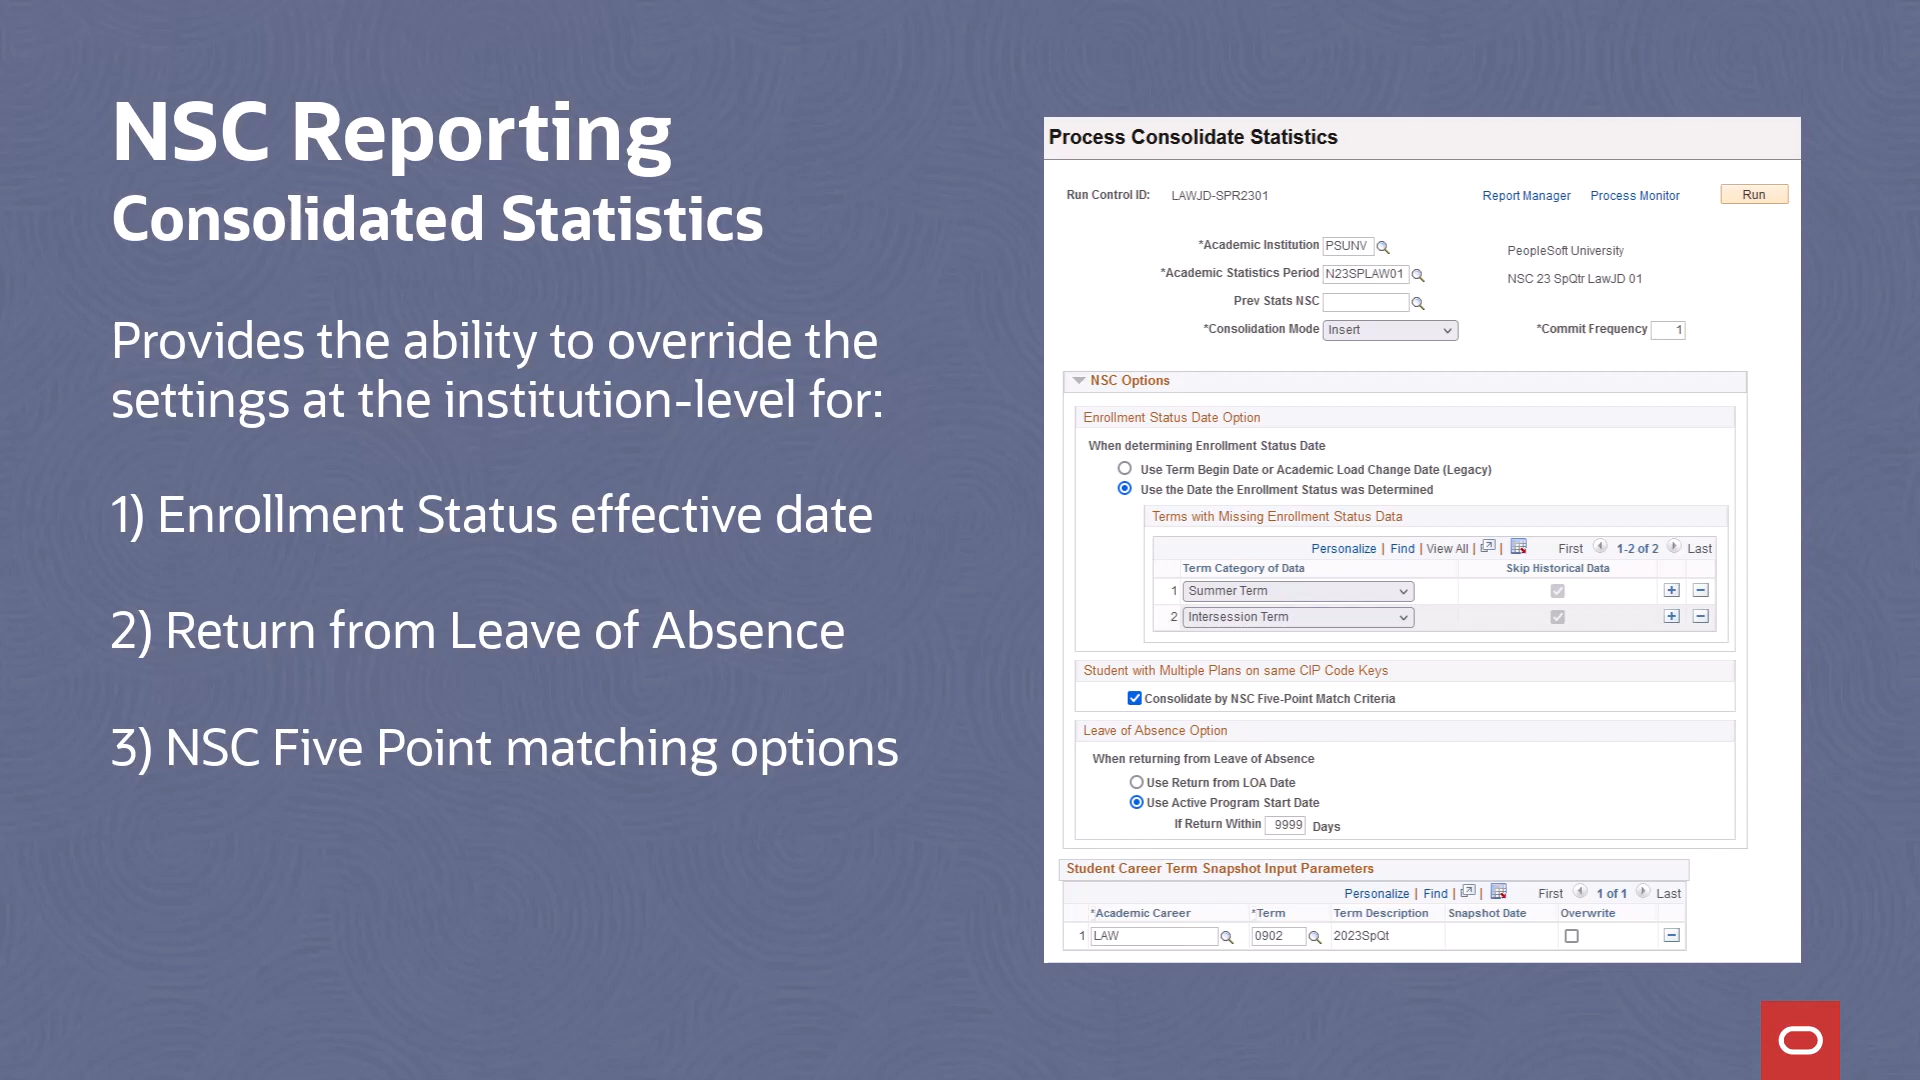 NSC Reporting
Consolidated Statistics
Provides the ability to override the
settings at the institution-level for:
1) Enrollment Status effective date
2) Return from Leave of Absence
3) NSC Five Point matching options
Process Consolidate Statistics
Run Control ID: LAWJD-SPR2301 Report Manager Process Monitor Run
*Academic Institution PSUNV PeopleSoft University
*Academic Statistics Period N23SPLAW01 NSC 23 SpQtr LawJD 01
Prev Stats NSC
*Consolidation Mode Insert *Commit Frequency 1
NSC Options
Enrollment Status Date Option
When determining Enrollment Status Date
Use Term Begin Date or Academic Load Change Date (Legacy)
Use the Date the Enrollment Status was Determined
Terms with Missing Enrollment Status Data
Personalize | Find | View All | | First 1-2 of 2 Last
Term Category of Data Skip Historical Data
1 Summer Term
2 Intersession Term
Student with Multiple Plans on same CIP Code Keys
Consolidate by NSC Five-Point Match Criteria
Leave of Absence Option
When returning from Leave of Absence
Use Return from LOA Date
Use Active Program Start Date
If Return Within 9999 Days
Student Career Term Snapshot Input Parameters
Personalize | Find | | First 1 of 1 Last
*Academic Career *Term Term Description Snapshot Date Overwrite
1 LAW 0902 2023SpQt